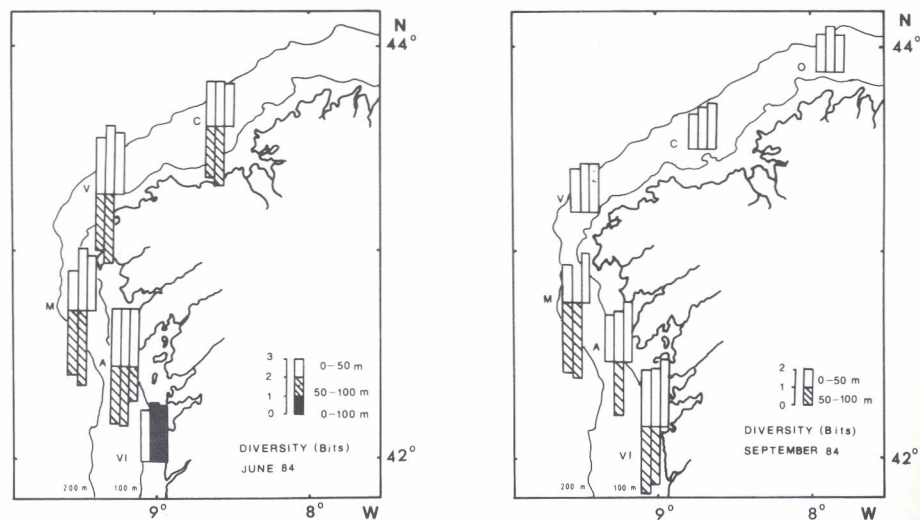 N
44°
C
V
M
A
3
2
1
0
0-50 m
50-100 m
0-100 m
DIVERSITY (Bits)
JUNE 84
VI
200 m
100 m
42°
9°
8°
W
N
44°
O
C
V
M
A
2
1
0
0-50 m
50-100 m
DIVERSITY (Bits)
SEPTEMBER 84
VI
200 m
100 m
42°
9°
8°
W